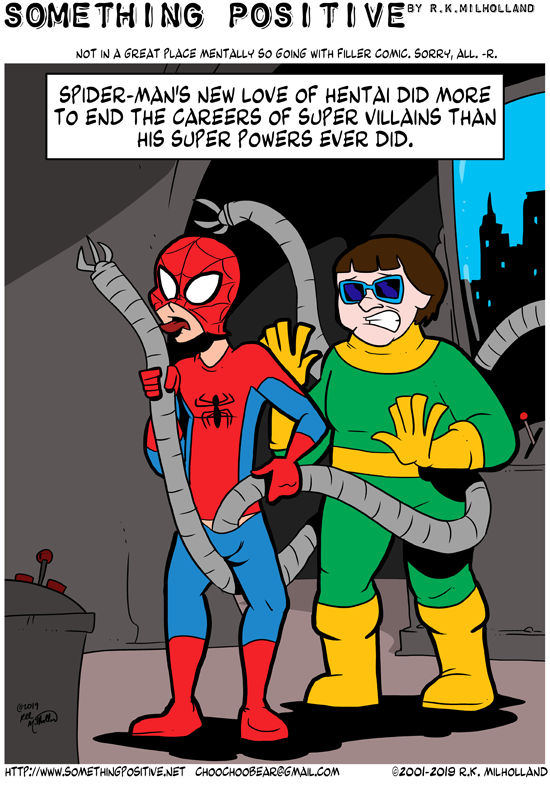 SOMETHING POSITIVE BY R.K.MILHOLLAND
NOT IN A GREAT PLACE MENTALLY SO GOING WITH FILLER COMIC. SORRY, ALL. -R.
SPIDER-MAN'S NEW LOVE OF HENTAI DID MORE
TO END THE CAREERS OF SUPER VILLAINS THAN
HIS SUPER POWERS EVER DID.
©2019
HTTP://WWW.SOMETHINGPOSITIVE.NET CHOOCHOOBEAR@GMAIL.COM ©2001-2019 R.K. MILHOLLAND